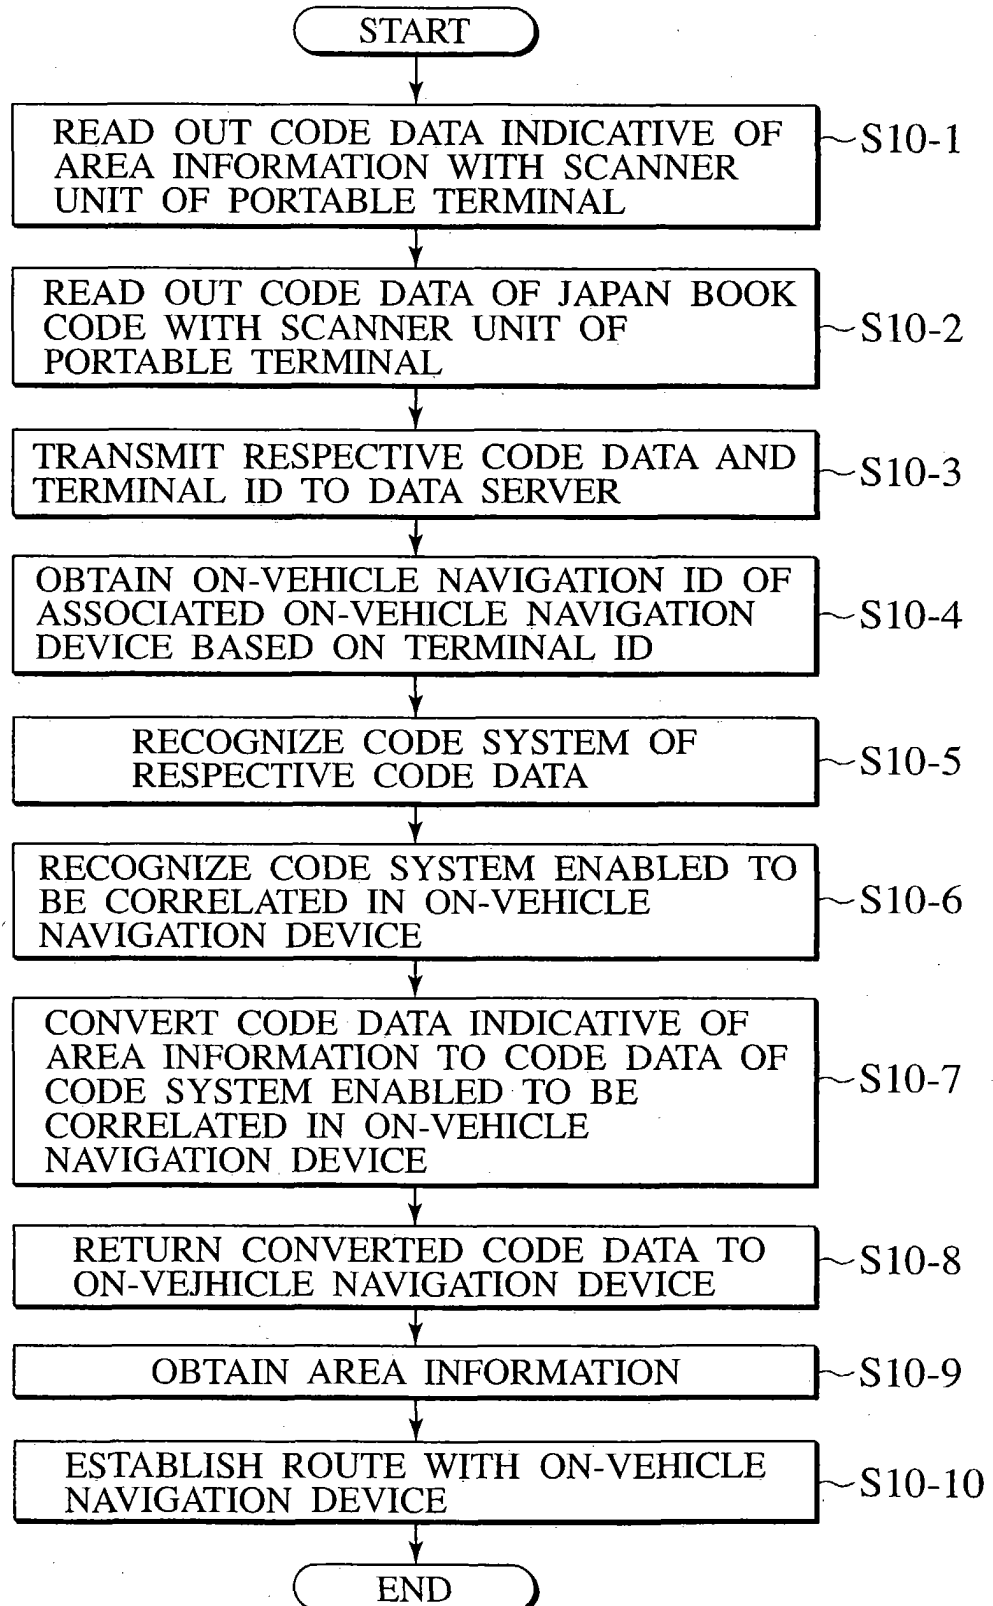 START
READ OUT CODE DATA INDICATIVE OF
AREA INFORMATION WITH SCANNER
UNIT OF PORTABLE TERMINAL
S10-1
READ OUT CODE DATA OF JAPAN BOOK
CODE WITH SCANNER UNIT OF
PORTABLE TERMINAL
S10-2
TRANSMIT RESPECTIVE CODE DATA AND
TERMINAL ID TO DATA SERVER
S10-3
OBTAIN ON-VEHICLE NAVIGATION ID OF
ASSOCIATED ON-VEHICLE NAVIGATION
DEVICE BASED ON TERMINAL ID
S10-4
RECOGNIZE CODE SYSTEM OF
RESPECTIVE CODE DATA
S10-5
RECOGNIZE CODE SYSTEM ENABLED TO
BE CORRELATED IN ON-VEHICLE
NAVIGATION DEVICE
S10-6
CONVERT CODE DATA INDICATIVE OF
AREA INFORMATION TO CODE DATA OF
CODE SYSTEM ENABLED TO BE
CORRELATED IN ON-VEHICLE
NAVIGATION DEVICE
S10-7
RETURN CONVERTED CODE DATA TO
ON-VEJHICLE NAVIGATION DEVICE
S10-8
OBTAIN AREA INFORMATION
S10-9
ESTABLISH ROUTE WITH ON-VEHICLE
NAVIGATION DEVICE
S10-10
END